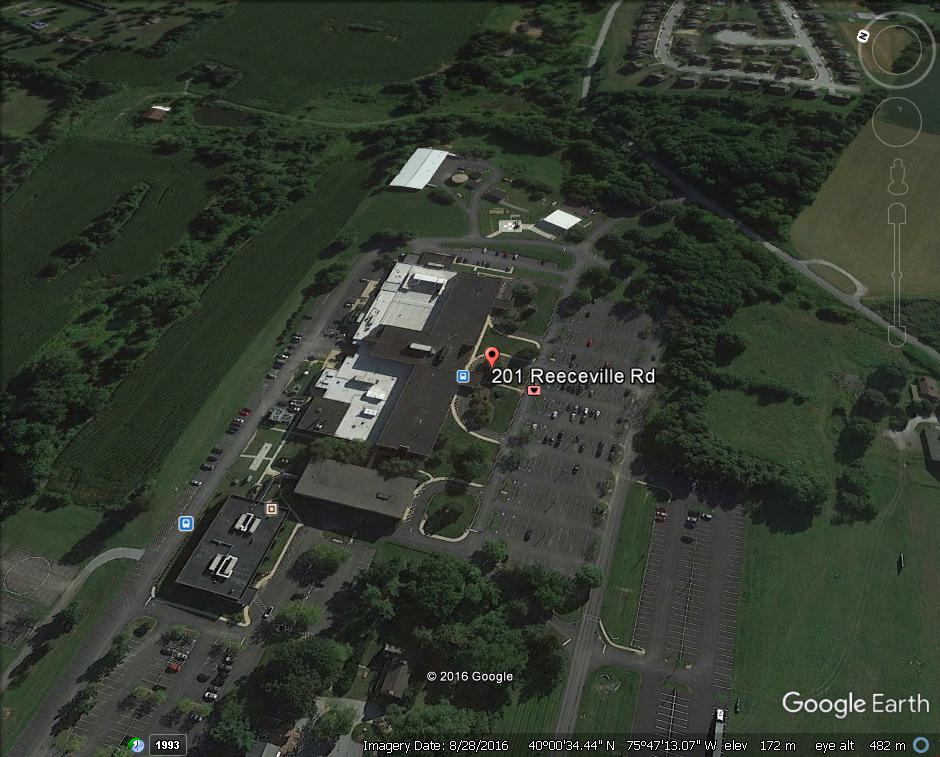 N
201 Reeceville Rd
© 2016 Google
Google Earth
1993
Imagery Date: 8/28/2016 40°00'34.44" N 75°47'13.07" W elev 172 m eye alt 482 m